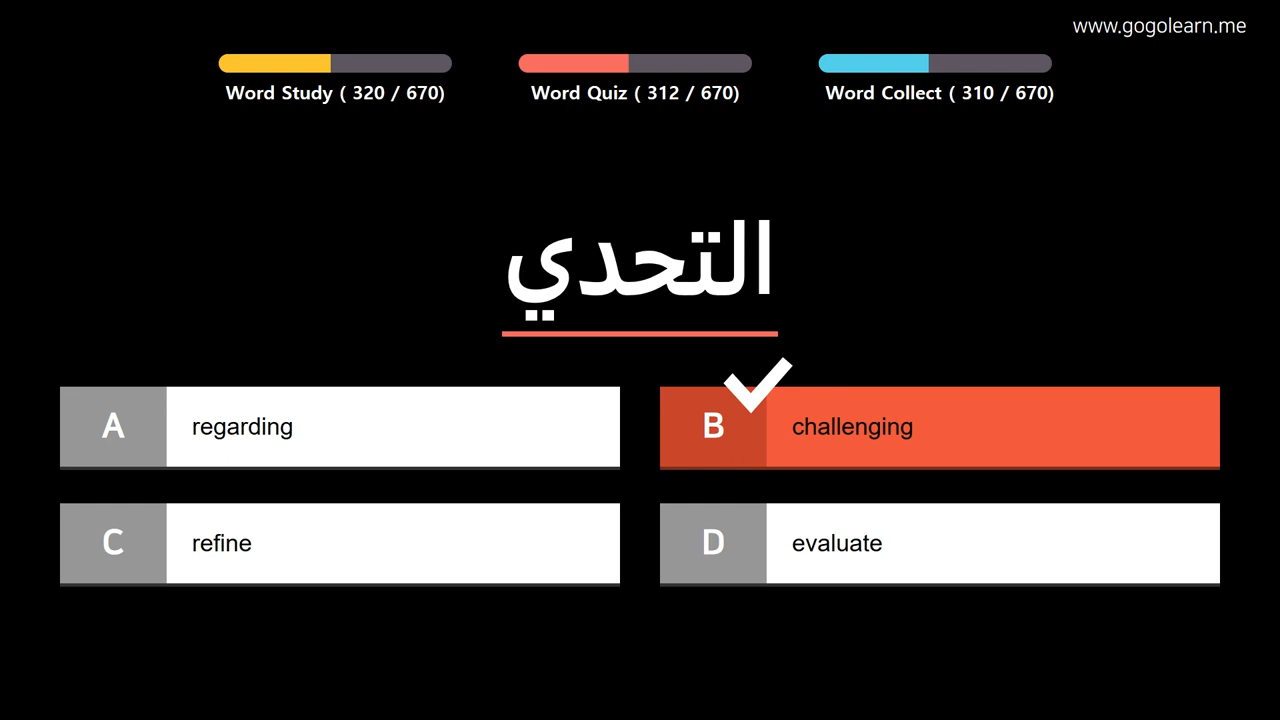 www.gogolearn.me
Word Study ( 320 / 670)
Word Quiz ( 312 / 670)
Word Collect ( 310 / 670)
التحدي
A regarding
B challenging
C refine
D evaluate